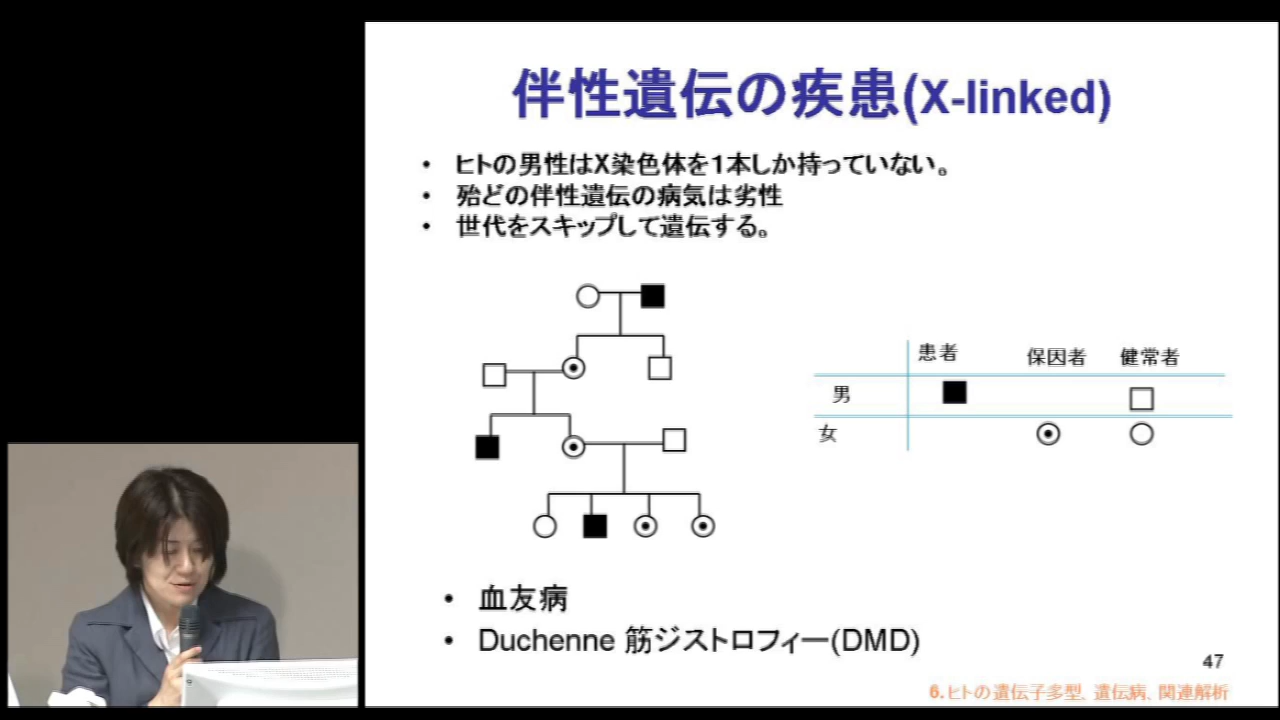 伴性遺伝の疾患(X-linked)
• ヒトの男性はX染色体を1本しか持っていない。
• 殆どの伴性遺伝の病気は劣性
• 世代をスキップして遺伝する。
患者 保因者 健常者
男
女
• 血友病
• Duchenne 筋ジストロフィー(DMD)
47
6.ヒトの遺伝子多型、遺伝病、関連解析